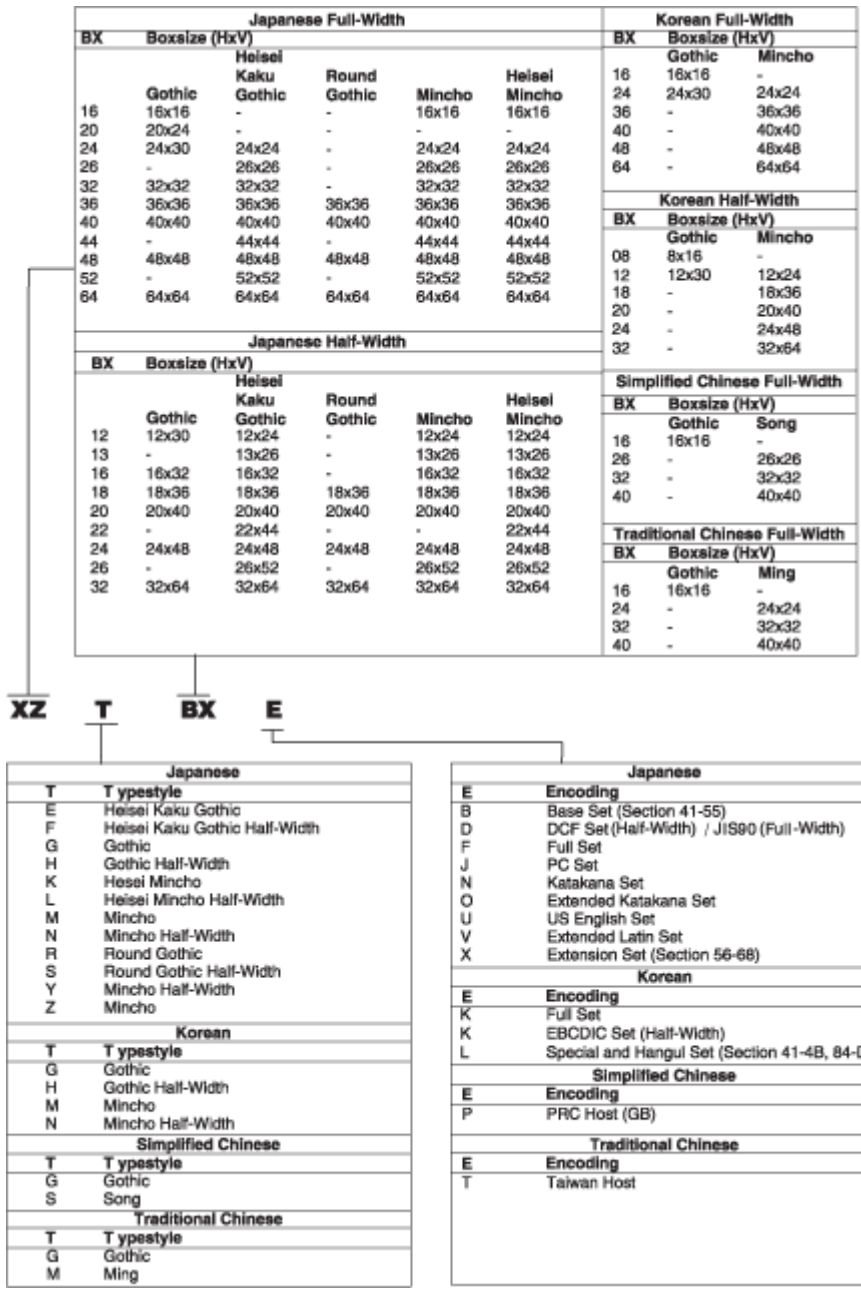 Japanese Full-Width
BX Boxsize (HxV)
Heisei
Kaku Round Heisei
Gothic Gothic Gothic Mincho Mincho
16 16x16 - - 16x16 16x16
20 20x24 - - - -
24 24x30 24x24 - 24x24 24x24
26 - 26x26 - 26x26 26x26
32 32x32 32x32 - 32x32 32x32
36 36x36 36x36 36x36 36x36 36x36
40 40x40 40x40 40x40 40x40 40x40
44 - 44x44 - 44x44 44x44
48 48x48 48x48 48x48 48x48 48x48
52 - 52x52 - 52x52 52x52
64 64x64 64x64 64x64 64x64 64x64
Japanese Half-Width
BX Boxsize (HxV)
Heisei
Kaku Round Heisei
Gothic Gothic Gothic Mincho Mincho
12 12x30 12x24 - 12x24 12x24
13 - 13x26 - 13x26 13x26
16 16x32 16x32 - 16x32 16x32
18 18x36 18x36 18x36 18x36 18x36
20 20x40 20x40 20x40 20x40 20x40
22 - 22x44 - - 22x44
24 24x48 24x48 24x48 24x48 24x48
26 - 26x52 - 26x52 26x52
32 32x64 32x64 32x64 32x64 32x64
Korean Full-Width
BX Boxsize (HxV)
Gothic Mincho
16 16x16 -
24 24x30 24x24
36 - 36x36
40 - 40x40
48 - 48x48
64 - 64x64
Korean Half-Width
BX Boxsize (HxV)
Gothic Mincho
08 8x16 -
12 12x30 12x24
18 - 18x36
20 - 20x40
24 - 24x48
32 - 32x64
Simplified Chinese Full-Width
BX Boxsize (HxV)
Gothic Song
16 16x16 -
26 - 26x26
32 - 32x32
40 - 40x40
Traditional Chinese Full-Width
BX Boxsize (HxV)
Gothic Ming
16 16x16 -
24 - 24x24
32 - 32x32
40 - 40x40
XZ T BX E
Japanese
T T ypestyle
E Heisei Kaku Gothic
F Heisei Kaku Gothic Half-Width
G Gothic
H Gothic Half-Width
K Hesei Mincho
L Heisei Mincho Half-Width
M Mincho
N Mincho Half-Width
R Round Gothic
S Round Gothic Half-Width
Y Mincho Half-Width
Z Mincho
Korean
T T ypestyle
G Gothic
H Gothic Half-Width
M Mincho
N Mincho Half-Width
Simplified Chinese
T T ypestyle
G Gothic
S Song
Traditional Chinese
T T ypestyle
G Gothic
M Ming
Japanese
E Encoding
B Base Set (Section 41-55)
D DCF Set (Half-Width) / JIS90 (Full-Width)
F Full Set
J PC Set
N Katakana Set
O Extended Katakana Set
U US English Set
V Extended Latin Set
X Extension Set (Section 56-68)
Korean
E Encoding
K Full Set
K EBCDIC Set (Half-Width)
L Special and Hangul Set (Section 41-4B, 84-
Simplified Chinese
E Encoding
P PRC Host (GB)
Traditional Chinese
E Encoding
T Taiwan Host